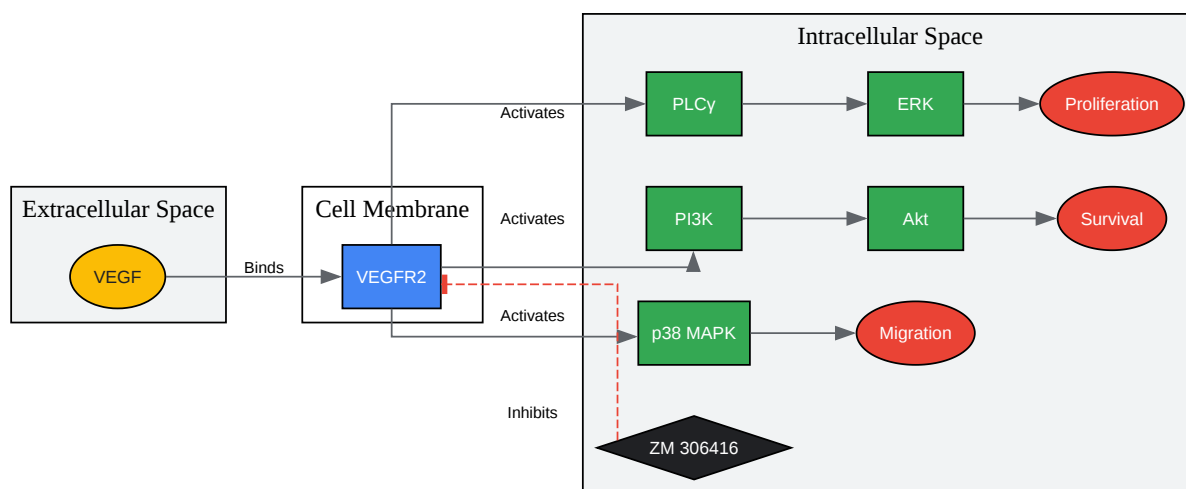 Intracellular Space
PLCγ
ERK
Proliferation
Activates
Extracellular Space
Cell Membrane
Activates
PI3K
Akt
Survival
VEGF
Binds
VEGFR2
Activates
p38 MAPK
Migration
Inhibits
ZM 306416